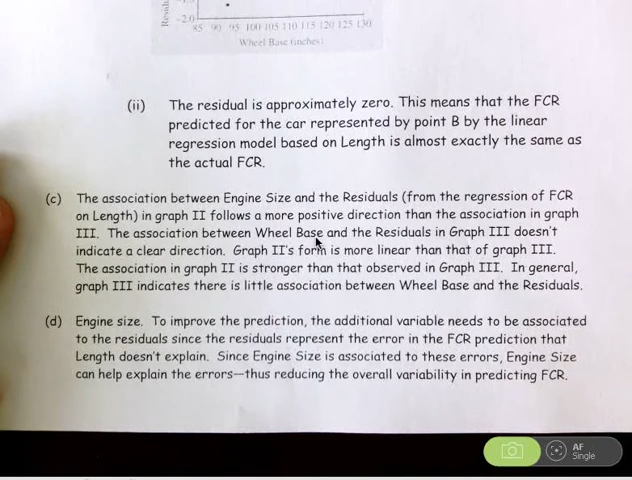 -2.0
85 90 95 100 105 110 115 120 125 130
Wheel Base (inches)
(ii) The residual is approximately zero. This means that the FCR
predicted for the car represented by point B by the linear
regression model based on Length is almost exactly the same as
the actual FCR.
(c) The association between Engine Size and the Residuals (from the regression of FCR
on Length) in graph II follows a more positive direction than the association in graph
III. The association between Wheel Base and the Residuals in Graph III doesn't
indicate a clear direction. Graph II's form is more linear than that of graph III.
The association in graph II is stronger than that observed in Graph III. In general,
graph III indicates there is little association between Wheel Base and the Residuals.
(d) Engine size. To improve the prediction, the additional variable needs to be associated
to the residuals since the residuals represent the error in the FCR prediction that
Length doesn't explain. Since Engine Size is associated to these errors, Engine Size
can help explain the errors—thus reducing the overall variability in predicting FCR.
AF
Single